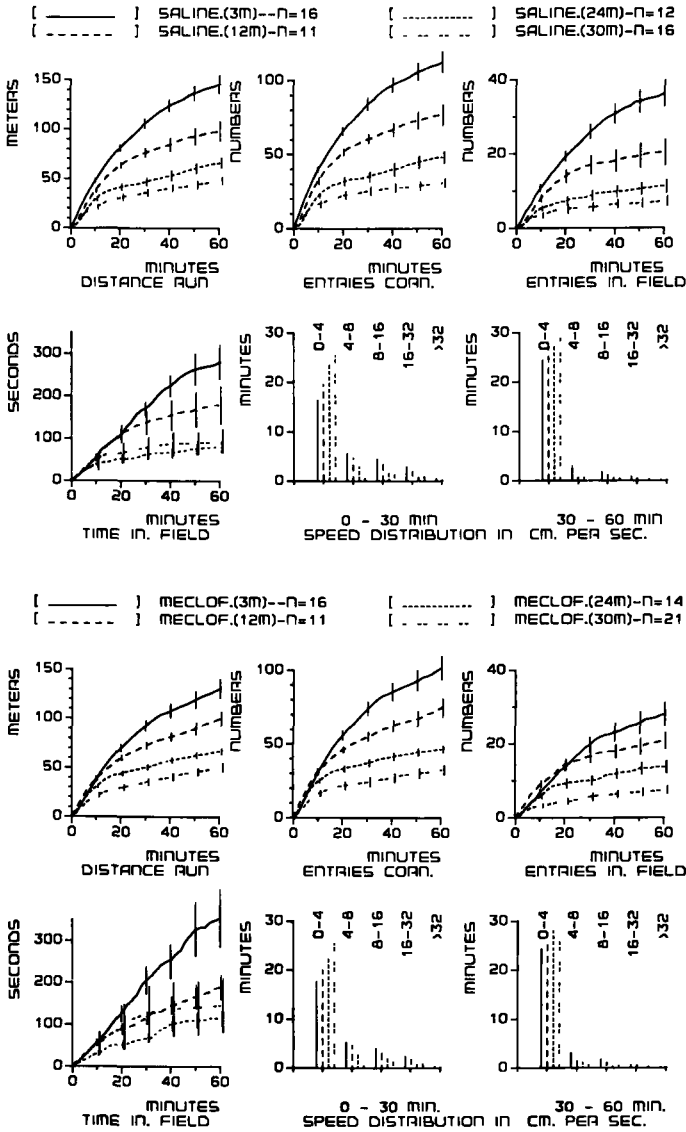 [ ] SALINE.(3M)--n=16 [ ] SALINE.(24M)-n=12
[ ] SALINE.(12M)-n=11 [ ] SALINE.(30M)-n=16
METERS
150
100
50
0
0 20 40 60
MINUTES
DISTANCE RUN
NUMBERS
100
50
0
0 20 40 60
MINUTES
ENTRIES CORN.
NUMBERS
40
20
0
0 20 40 60
MINUTES
ENTRIES IN. FIELD
SECONDS
300
200
100
0
0 20 40 60
MINUTES
TIME IN. FIELD
MINUTES
30
20
10
0
0-4
4-8
8-16
16-32
>32
0 - 30 MIN
MINUTES
30
20
10
0
0-4
4-8
8-16
16-32
>32
30 - 60 MIN
SPEED DISTRIBUTION IN CM. PER SEC.
[ ] MECLOF.(3M)--n=16 [ ] MECLOF.(24M)-n=14
[ ] MECLOF.(12M)-n=11 [ ] MECLOF.(30M)-n=21
METERS
150
100
50
0
0 20 40 60
MINUTES
DISTANCE RUN
NUMBERS
100
50
0
0 20 40 60
MINUTES
ENTRIES CORN.
NUMBERS
40
20
0
0 20 40 60
MINUTES
ENTRIES IN. FIELD
SECONDS
300
200
100
0
0 20 40 60
MINUTES
TIME IN. FIELD
MINUTES
30
20
10
0
0-4
4-8
8-16
16-32
>32
0 - 30 MIN.
MINUTES
30
20
10
0
0-4
4-8
8-16
16-32
>32
30 - 60 MIN.
SPEED DISTRIBUTION IN CM. PER SEC.